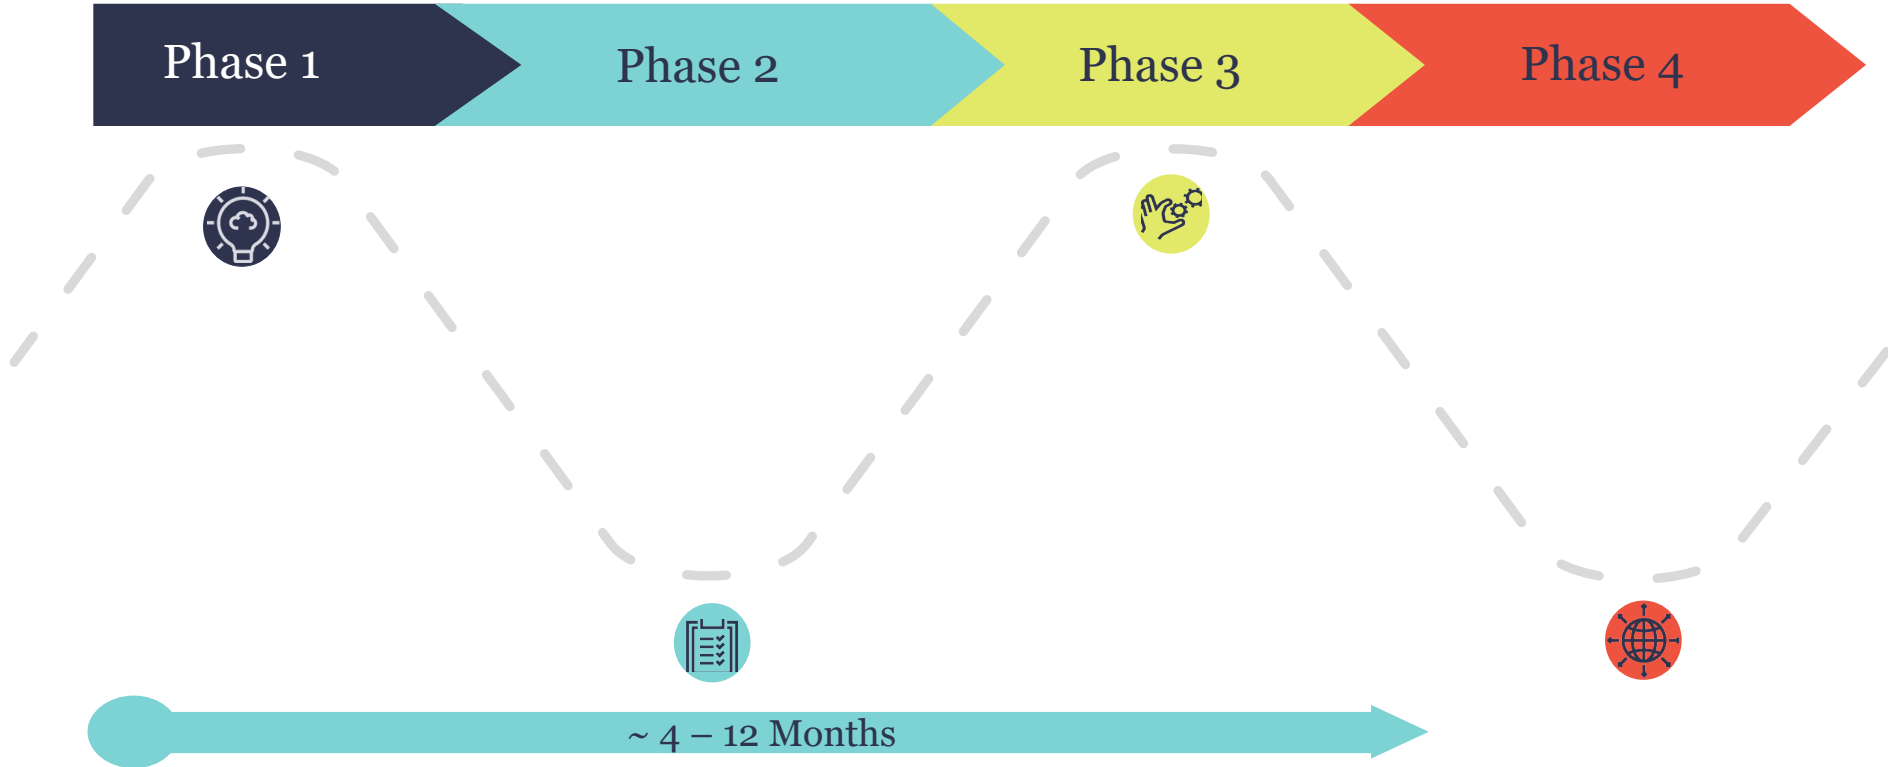 Phase 1
Phase 2
Phase 3
Phase 4
~ 4 – 12 Months